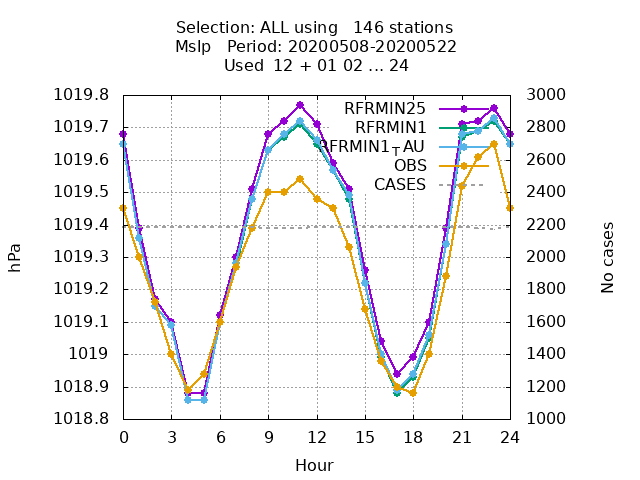 Selection: ALL using   146 stations
Mslp   Period: 20200508-20200522
Used  12 + 01 02 ... 24
1019.8
1019.7
1019.6
1019.5
1019.4
1019.3
1019.2
1019.1
1019
1018.9
1018.8
hPa
RFRMIN25
RFRMIN1
RFRMIN1┬AU
OBS
CASES
3000
2800
2600
2400
2200
2000
1800
1600
1400
1200
1000
No cases
0 3 6 9 12 15 18 21 24
Hour